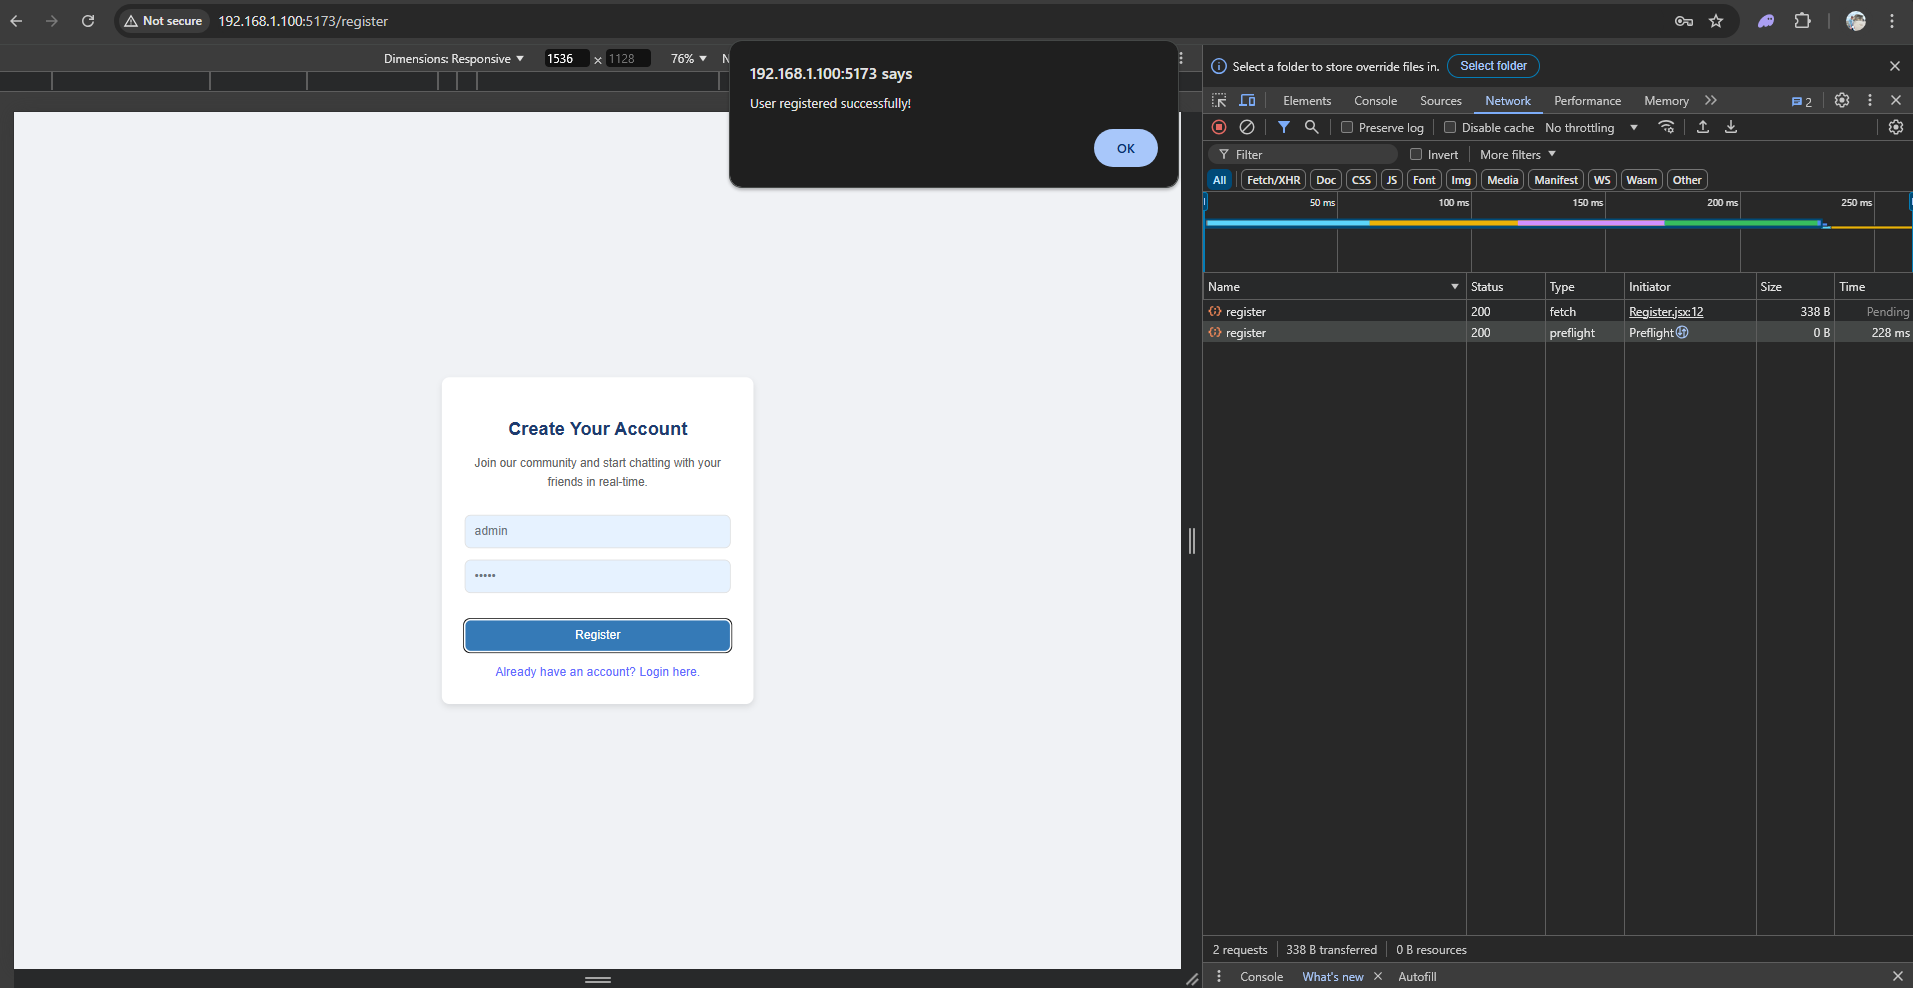 Not secure
192.168.1.100:5173/register
Dimensions: Responsive
1536 × 1128
76%
N
192.168.1.100:5173 says
User registered successfully!
OK
Create Your Account
Join our community and start chatting with your
friends in real-time.
admin
•••••
Register
Already have an account? Login here.
Select a folder to store override files in.
Select folder
Elements
Console
Sources
Network
Performance
Memory
2
Preserve log
Disable cache
No throttling
Filter
Invert
More filters
All
Fetch/XHR
Doc
CSS
JS
Font
Img
Media
Manifest
WS
Wasm
Other
50 ms
100 ms
150 ms
200 ms
250 ms
Name Status Type Initiator Size Time
register 200 fetch Register.jsx:12 338 B Pending
register 200 preflight Preflight 0 B 228 ms
2 requests
338 B transferred
0 B resources
Console
What's new
Autofill